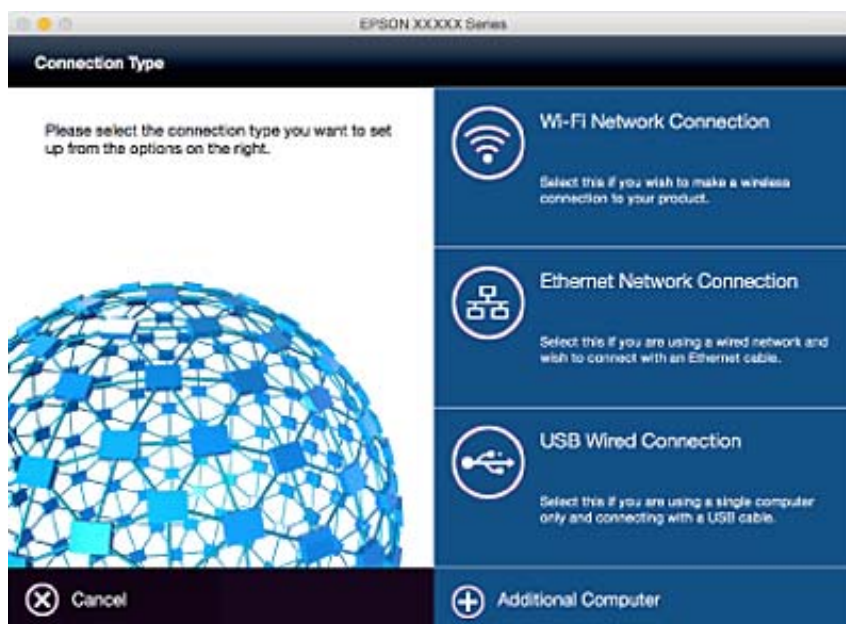 EPSON XXXXX Series
Connection Type
Please select the connection type you want to set
up from the options on the right.
Wi-Fi Network Connection
Select this if you wish to make a wireless
connection to your product.
Ethernet Network Connection
Select this if you are using a wired network and
wish to connect with an Ethernet cable.
USB Wired Connection
Select this if you are using a single computer
only and connecting with a USB cable.
Cancel
Additional Computer